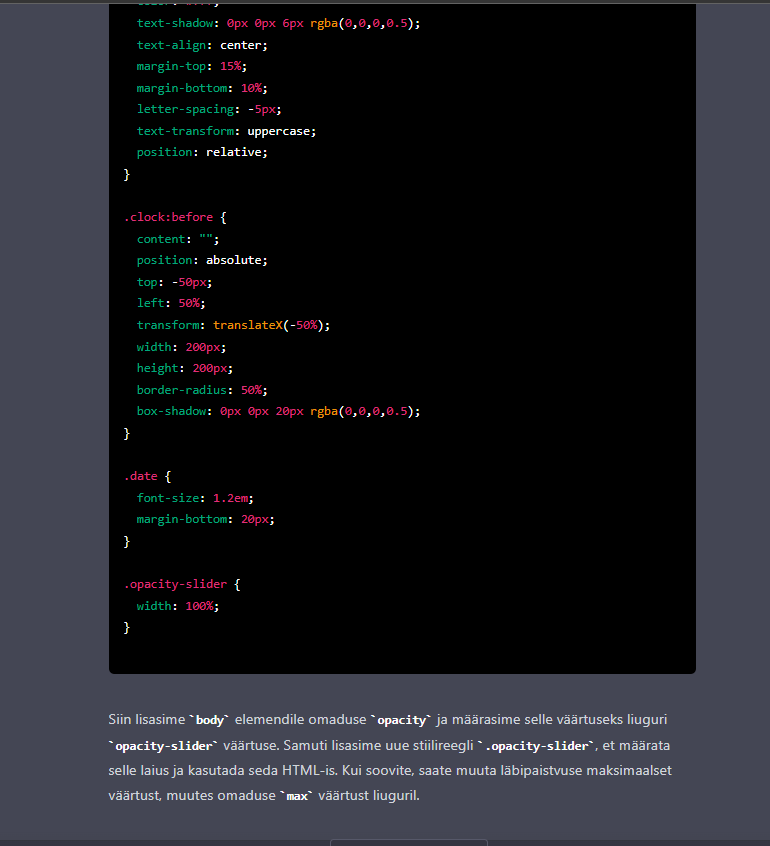 text-shadow: 0px 0px 6px rgba(0,0,0,0.5);
text-align: center;
margin-top: 15%;
margin-bottom: 10%;
letter-spacing: -5px;
text-transform: uppercase;
position: relative;
}
.clock:before {
content: "";
position: absolute;
top: -50px;
left: 50%;
transform: translateX(-50%);
width: 200px;
height: 200px;
border-radius: 50%;
box-shadow: 0px 0px 20px rgba(0,0,0,0.5);
}
.date {
font-size: 1.2em;
margin-bottom: 20px;
}
.opacity-slider {
width: 100%;
}
Siin lisasime `body` elemendile omaduse `opacity` ja määrasime selle väärtuseks liuguri
`opacity-slider` väärtuse. Samuti lisasime uue stiilireegli `.opacity-slider`, et määrata
selle laius ja kasutada seda HTML-is. Kui soovite, saate muuta läbipaistvuse maksimaalset
väärtust, muutes omaduse `max` väärtust liuguril.